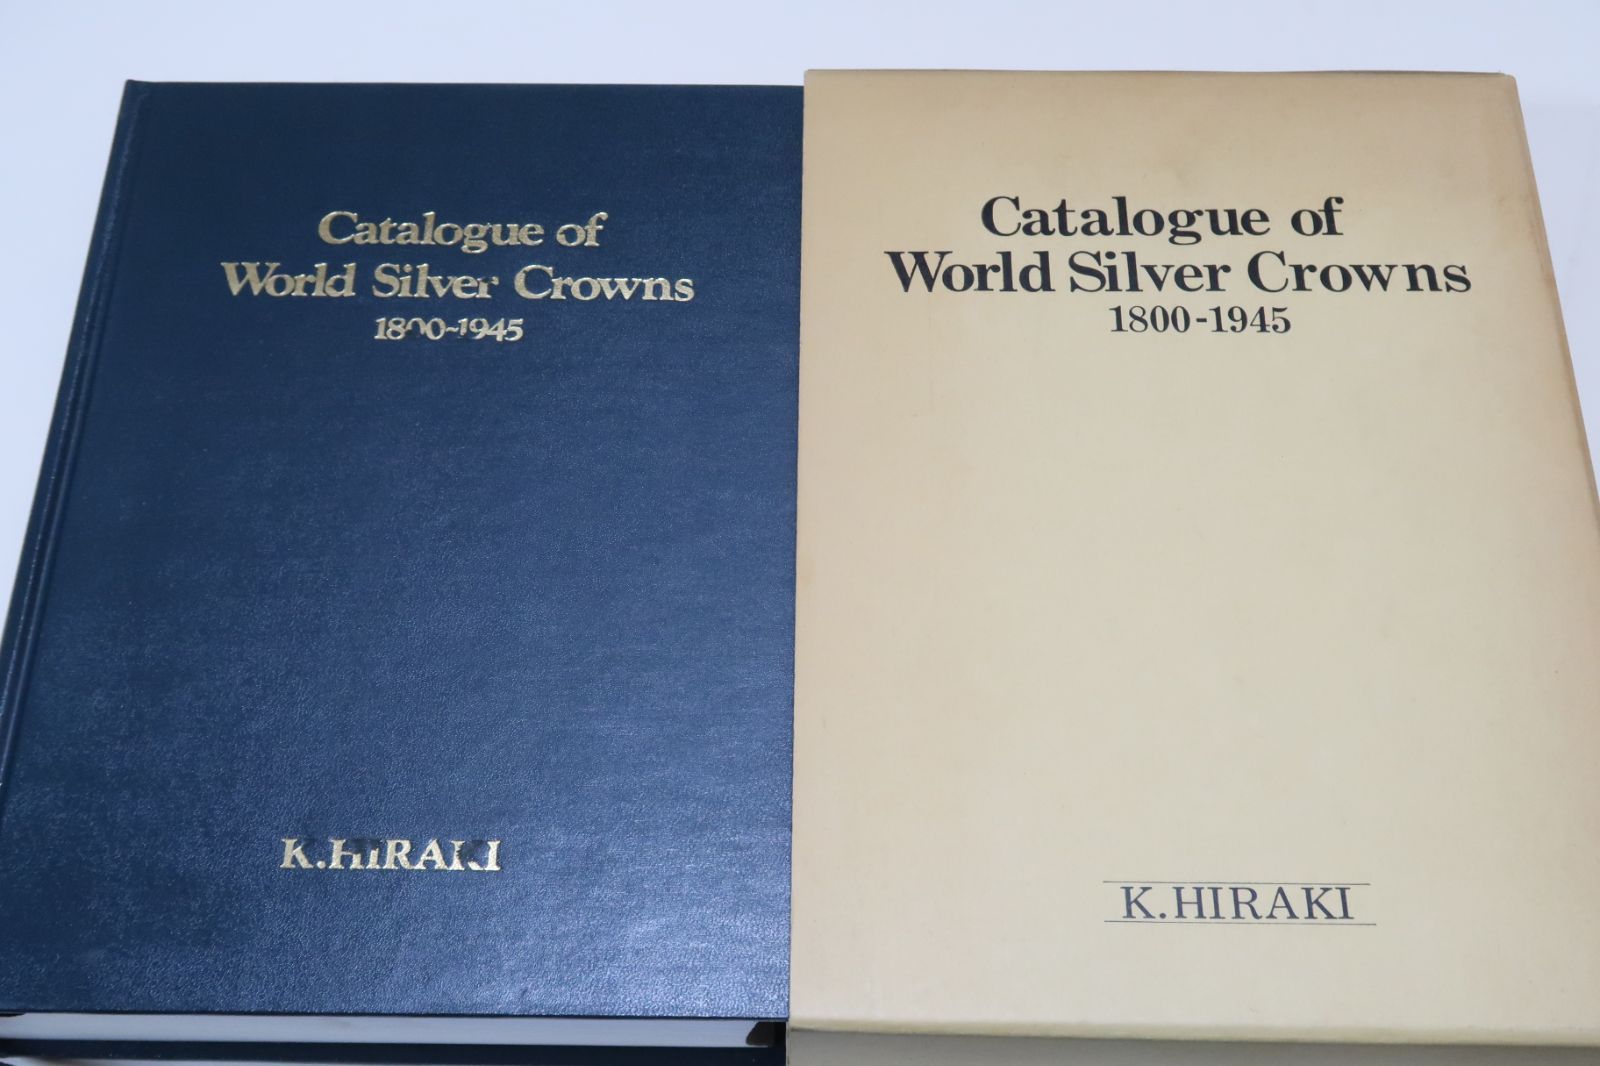 Catalogue of
World Silver Crowns
1800-1945
K.HIRAKI
Catalogue of
World Silver Crowns
1800-1945
K.HIRAKI